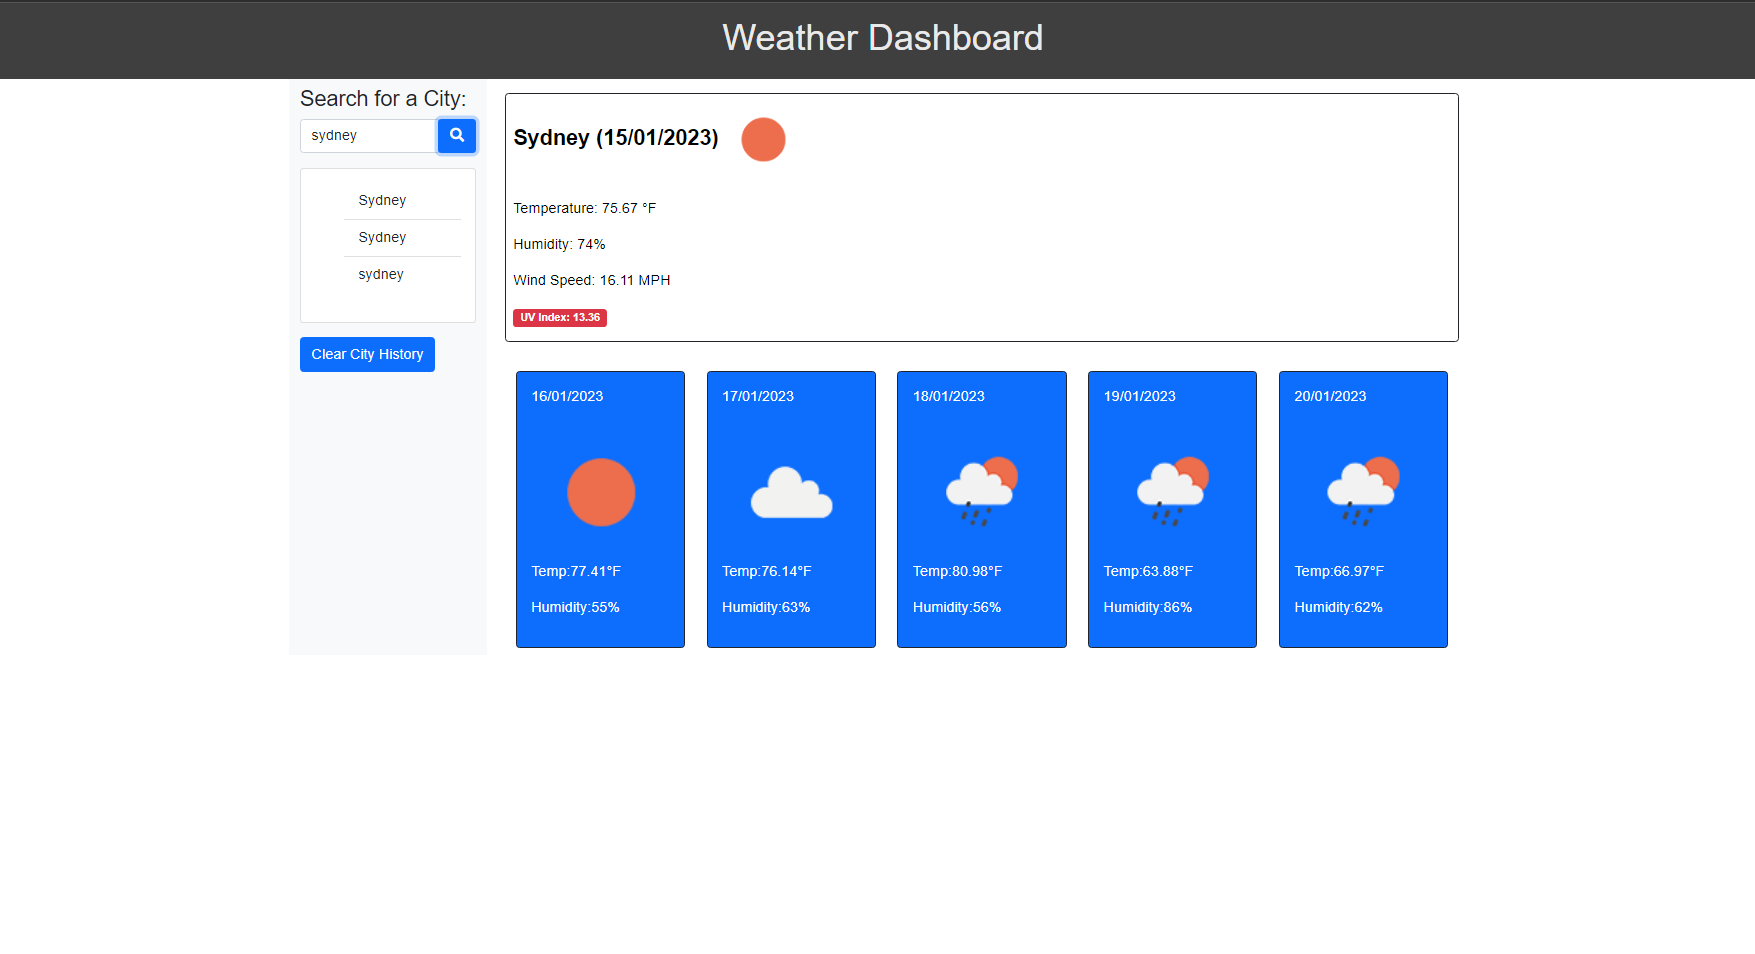 Weather Dashboard
Search for a City:
sydney
Sydney
Sydney
sydney
Clear City History
Sydney (15/01/2023)
Temperature: 75.67 °F
Humidity: 74%
Wind Speed: 16.11 MPH
UV Index: 13.36
16/01/2023
Temp:77.41°F
Humidity:55%
17/01/2023
Temp:76.14°F
Humidity:63%
18/01/2023
Temp:80.98°F
Humidity:56%
19/01/2023
Temp:63.88°F
Humidity:86%
20/01/2023
Temp:66.97°F
Humidity:62%